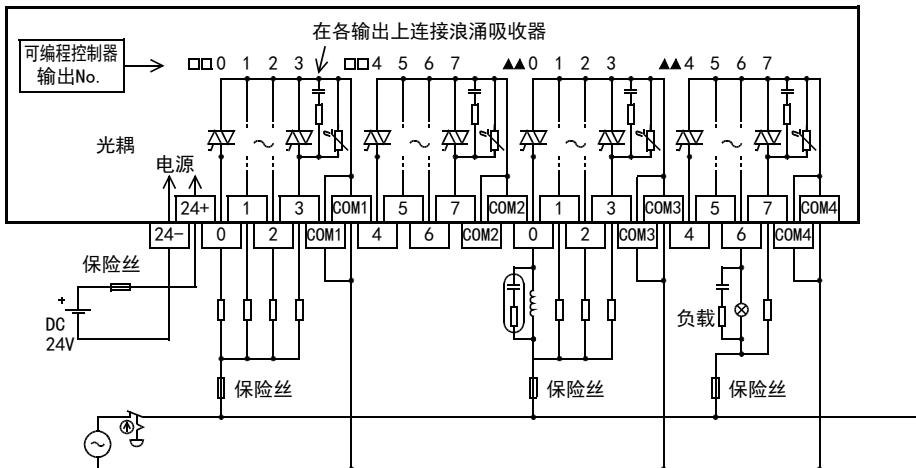 在各输出上连接浪涌吸收器
可编程控制器
输出No.
□□0 1 2 3 □□4 5 6 7 ▲▲0 1 2 3 ▲▲4 5 6 7
光耦
电源
24+ 1 3 COM1 5 7 COM2 1 3 COM3 5 7 COM4
24- 0 2 COM1 4 6 COM2 0 2 COM3 4 6 COM4
保险丝
+
DC
24V
负载
保险丝 保险丝 保险丝